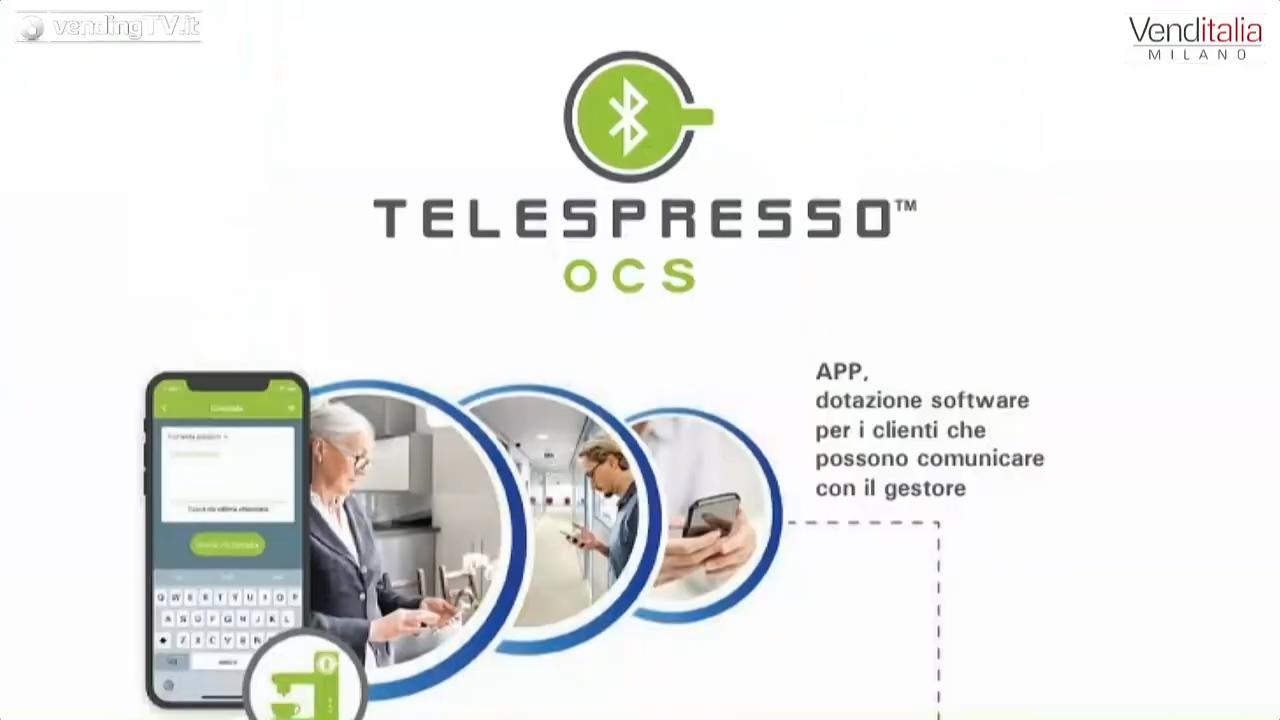 vendingTV.it
Venditalia
MILANO
TELESPRESSO™
OCS
APP,
dotazione software
per i clienti che
possono comunicare
con il gestore